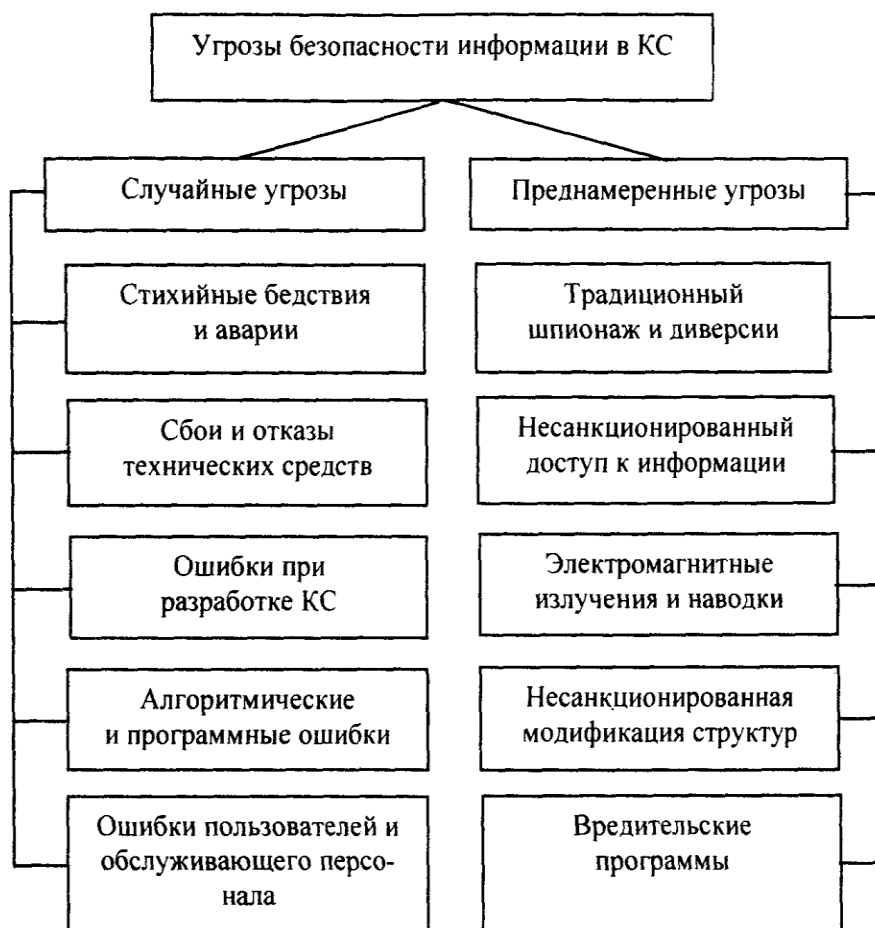 Угрозы безопасности информации в КС
Случайные угрозы
Стихийные бедствия
и аварии
Сбои и отказы
технических средств
Ошибки при
разработке КС
Алгоритмические
и программные ошибки
Ошибки пользователей и
обслуживающего персо-
нала
Преднамеренные угрозы
Традиционный
шпионаж и диверсии
Несанкционированный
доступ к информации
Электромагнитные
излучения и наводки
Несанкционированная
модификация структур
Вредительские
программы